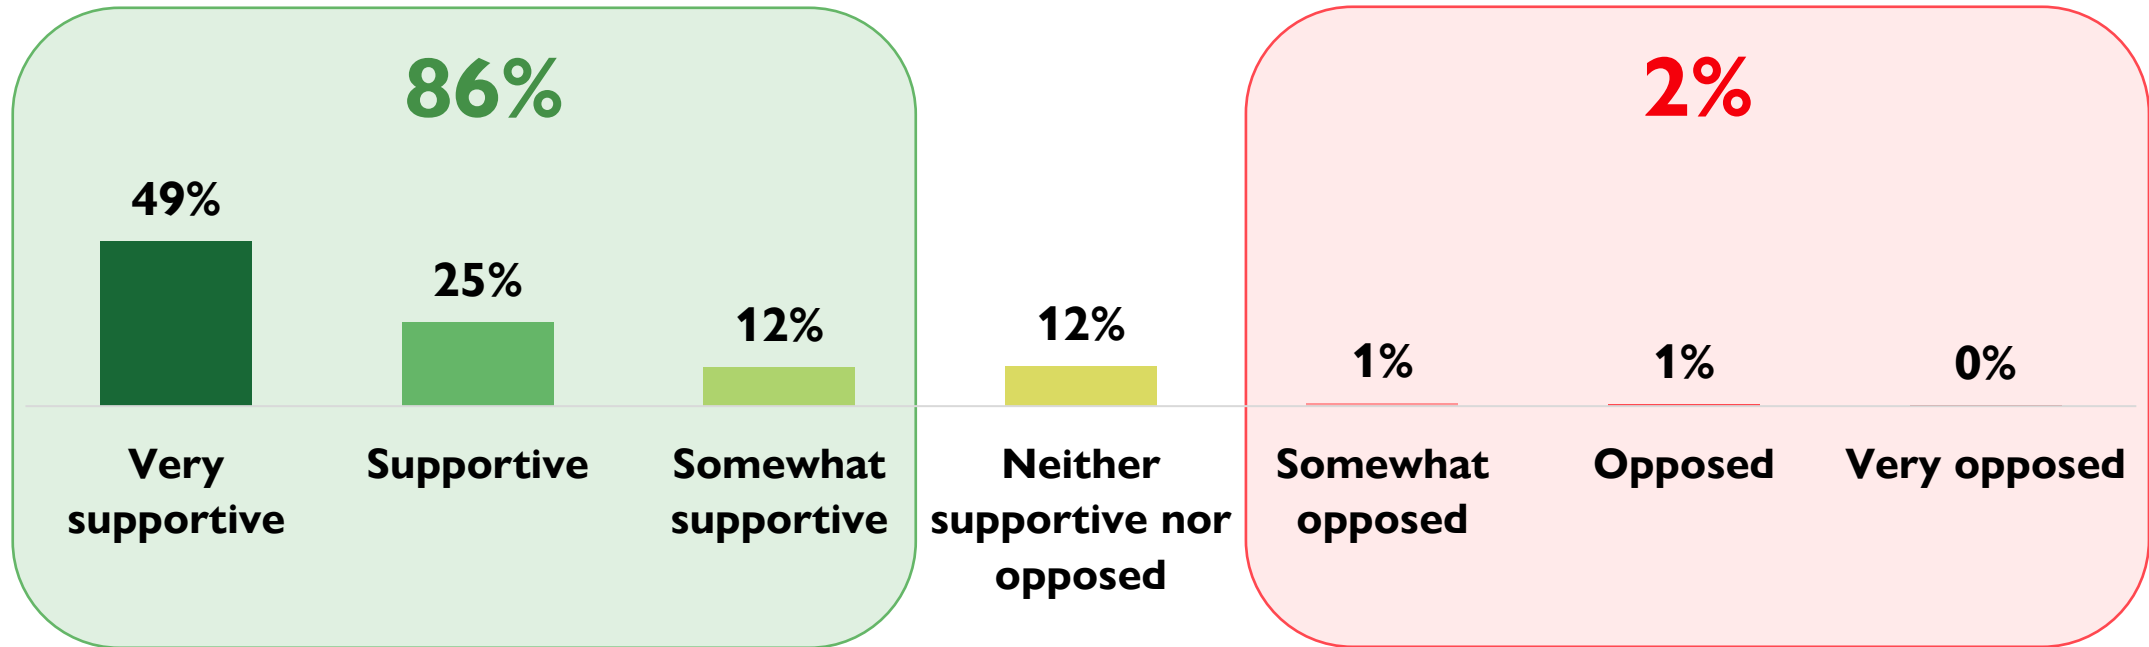 86%
2%
49%
25%
12%
12%
1%
1%
0%
Very
supportive
Supportive
Somewhat
supportive
Neither
supportive nor
opposed
Somewhat
opposed
Opposed
Very opposed